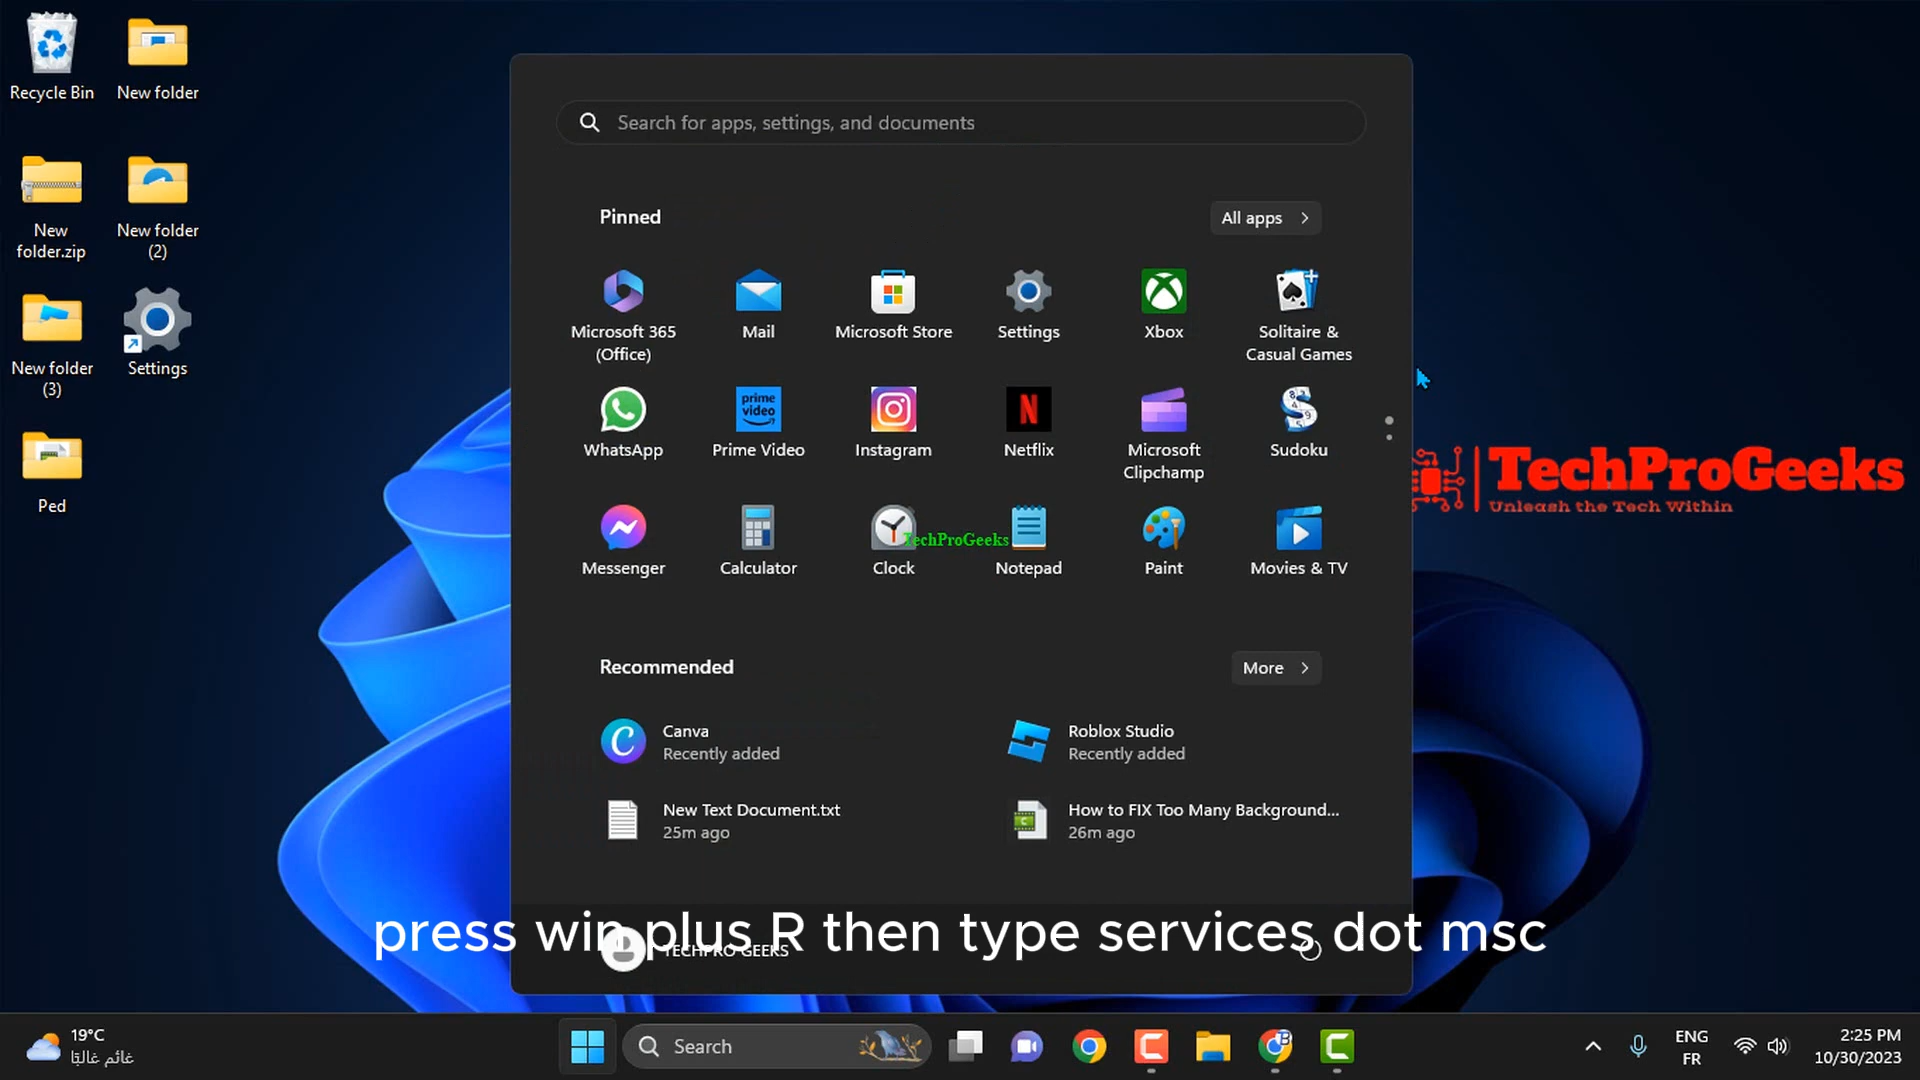 Recycle Bin
New folder
New
folder.zip
New folder
(2)
New folder
(3)
Settings
Ped
Search for apps, settings, and documents
Pinned
All apps
Microsoft 365
(Office)
Mail
Microsoft Store
Settings
Xbox
Solitaire &
Casual Games
WhatsApp
prime
video
Prime Video
Instagram
Netflix
Microsoft
Clipchamp
Sudoku
Messenger
Calculator
Clock
TechProGeeks
Notepad
Paint
Movies & TV
TechProGeeks
Unleash the Tech Within
Recommended
More
Canva
Recently added
Roblox Studio
Recently added
New Text Document.txt
25m ago
How to FIX Too Many Background...
26m ago
press win plus R then type services dot msc
TECHPRO GEEKS
19°C
غائم غالبًا
Search
ENG
FR
2:25 PM
10/30/2023